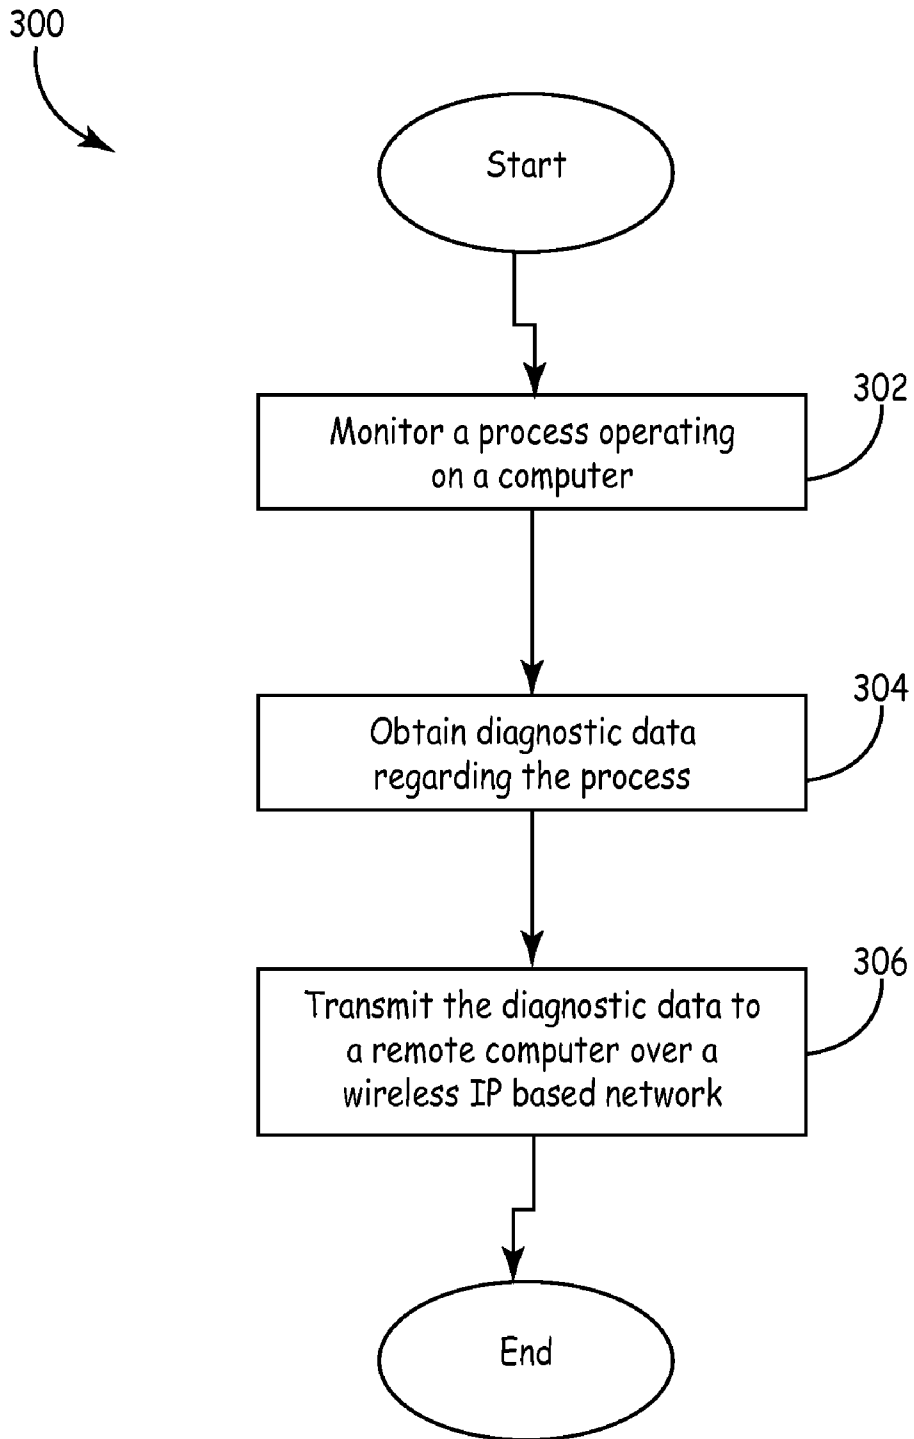 300
Start
302
Monitor a process operating
on a computer
304
Obtain diagnostic data
regarding the process
306
Transmit the diagnostic data to
a remote computer over a
wireless IP based network
End